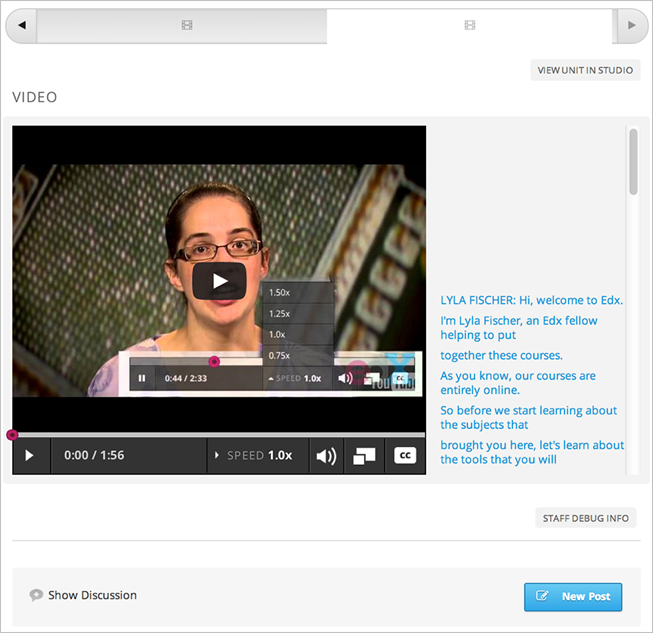 VIEW UNIT IN STUDIO
VIDEO
1.50x
1.25x
1.0x
0.75x
0:44 / 2:33
SPEED 1.0x
CC
YouTube
LYLA FISCHER: Hi, welcome to Edx.
I'm Lyla Fischer, an Edx fellow
helping to put
together these courses.
As you know, our courses are
entirely online.
So before we start learning about
the subjects that
brought you here, let's learn about
the tools that you will
0:00 / 1:56
SPEED 1.0x
CC
STAFF DEBUG INFO
Show Discussion
New Post